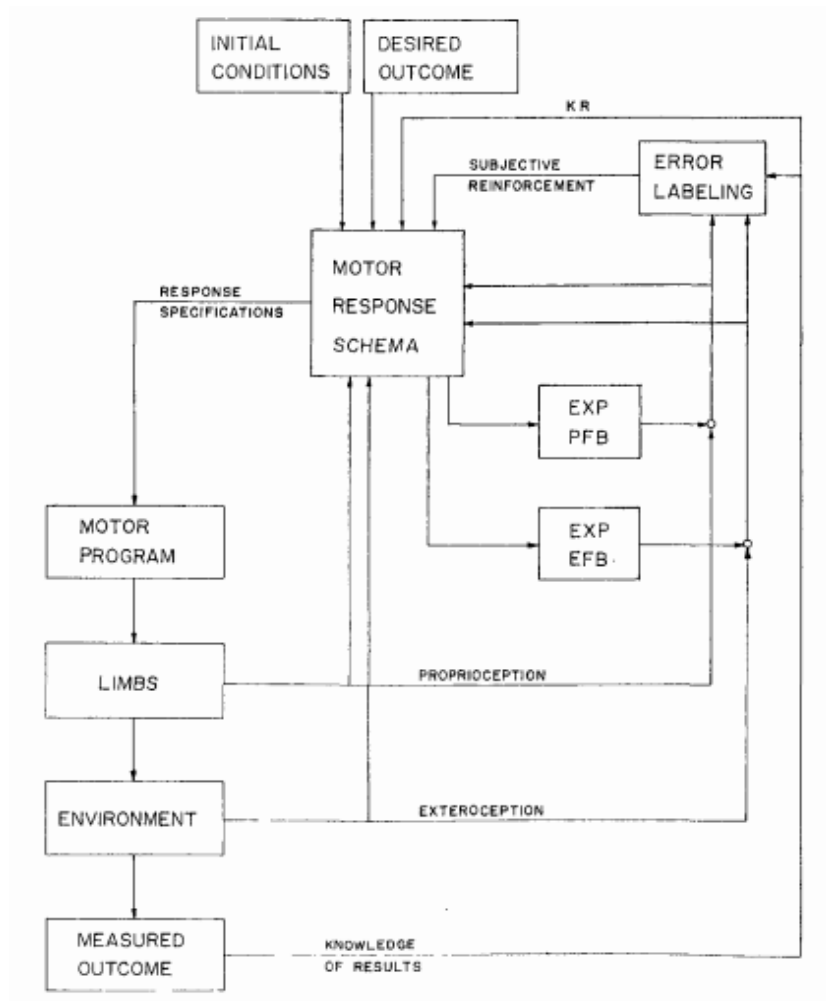 INITIAL
CONDITIONS
DESIRED
OUTCOME
KR
SUBJECTIVE
REINFORCEMENT
ERROR
LABELING
MOTOR
RESPONSE
SCHEMA
RESPONSE
SPECIFICATIONS
EXP
PFB
MOTOR
PROGRAM
EXP
EFB
LIMBS
PROPRIOCEPTION
ENVIRONMENT
EXTEROCEPTION
MEASURED
OUTCOME
KNOWLEDGE
OF RESULTS